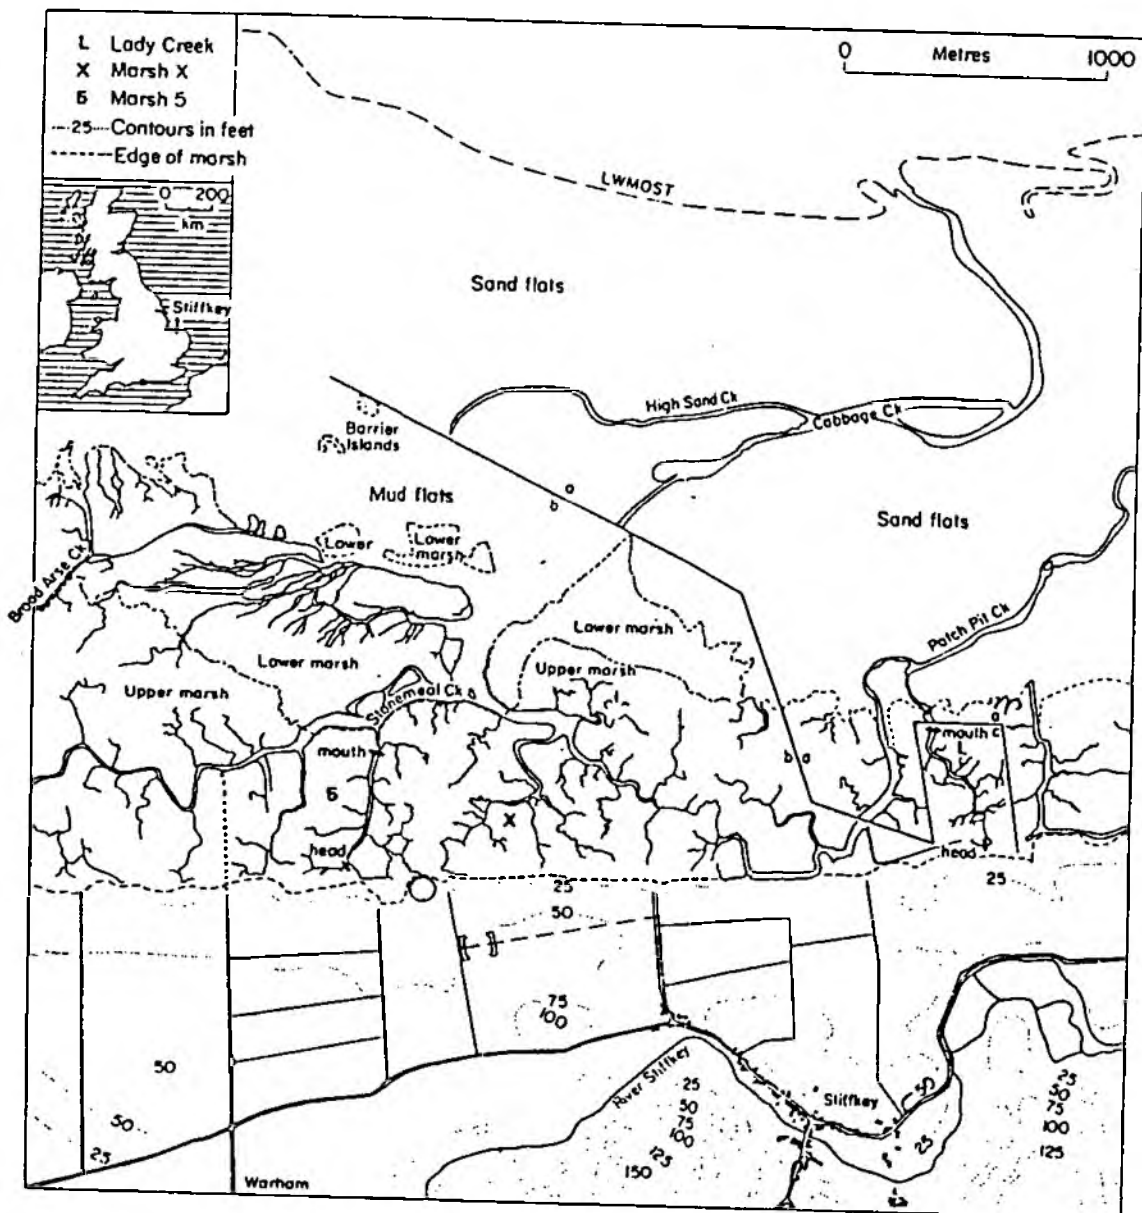 L Lady Creek
X Marsh X
5 Marsh 5
25 Contours in feet
Edge of marsh
0 Metres 1000
0 200
km
Stiffkey
LWMOST
Sand flats
High Sand Ck
Cabbage Ck
Barrier
Islands
Mud flats
a
b
Sand flats
Lower
Lower
marsh
Broad Arse Ck
Patch Pit Ck
Lower marsh
Lower marsh
Upper marsh
Upper marsh
Stonemeal Ck
a
mouth
mouth c
L
b a
5
X
head
head
25
25
50
75
100
50
50
25
River Stiffkey
25
50
75
100
125
150
Stiffkey
50
25
25
50
75
100
125
Warham